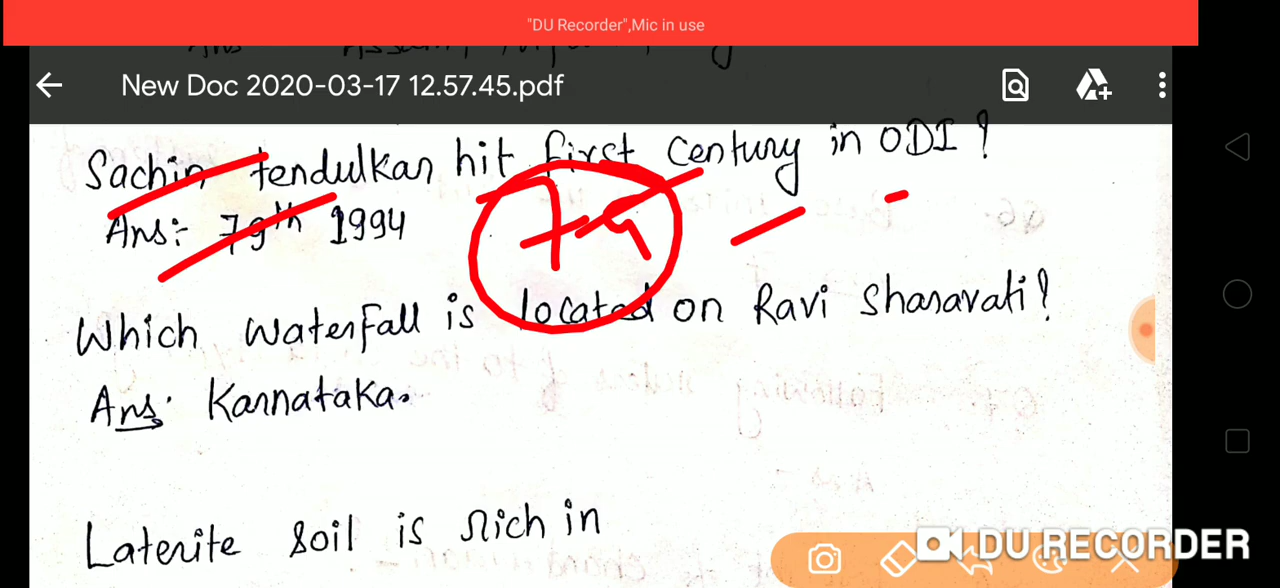 "DU Recorder",Mic in use
New Doc 2020-03-17 12.57.45.pdf
Sachin tendulkar hit first century in ODI?
Ans:- 79th 1994
79
Which waterfall is located on Ravi Sharavati?
Ans: Karnataka.
Laterite soil is rich in
DU RECORDER